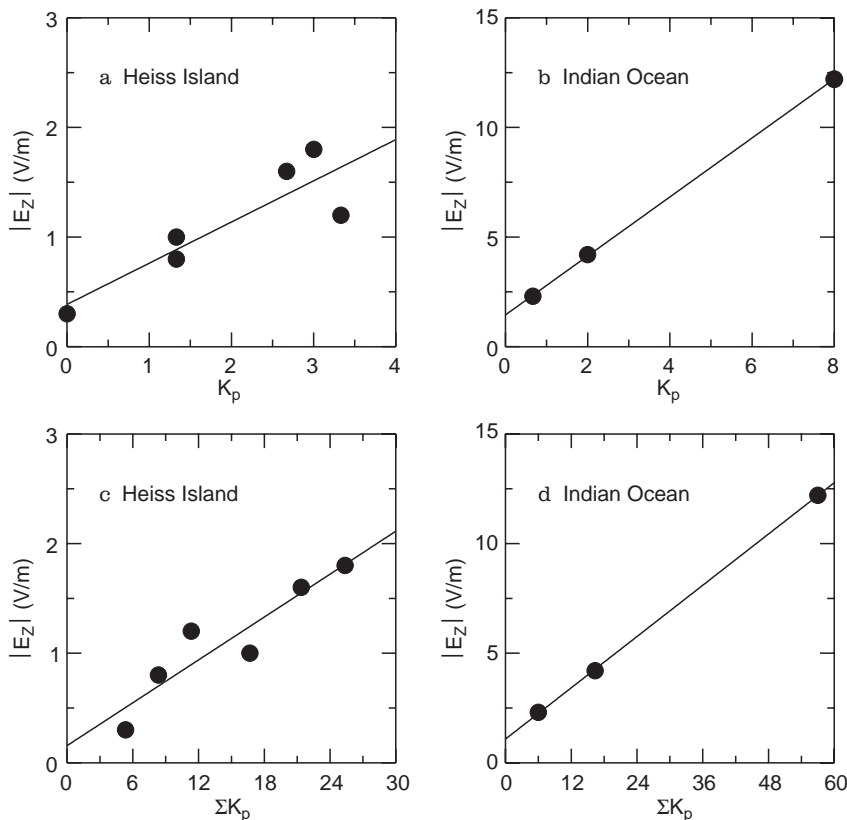 3
2
1
0
|E_Z| (V/m)
a Heiss Island
0 1 2 3 4
K_p
15
10
5
0
|E_Z| (V/m)
b Indian Ocean
0 2 4 6 8
K_p
3
2
1
0
|E_Z| (V/m)
c Heiss Island
0 6 12 18 24 30
ΣK_p
15
10
5
0
|E_Z| (V/m)
d Indian Ocean
0 12 24 36 48 60
ΣK_p